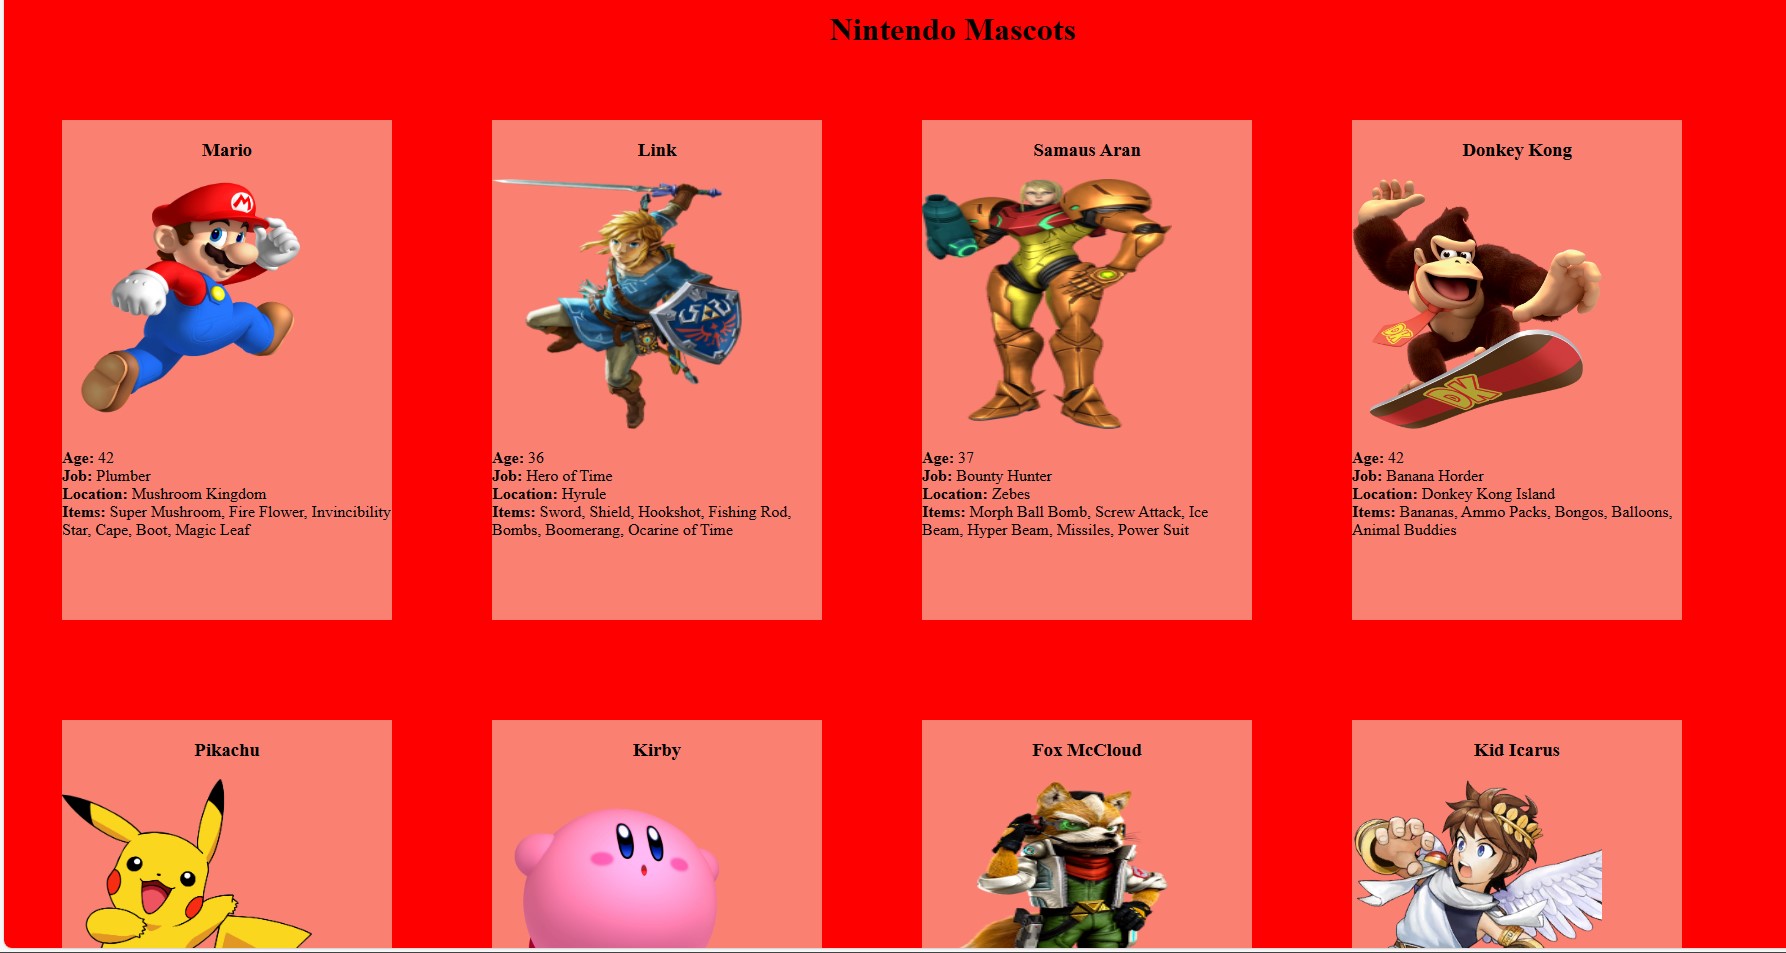 Nintendo Mascots
Mario
Link
Samaus Aran
Donkey Kong
M
DK
DK
Age: 42
Job: Plumber
Location: Mushroom Kingdom
Items: Super Mushroom, Fire Flower, Invincibility
Star, Cape, Boot, Magic Leaf
Age: 36
Job: Hero of Time
Location: Hyrule
Items: Sword, Shield, Hookshot, Fishing Rod,
Bombs, Boomerang, Ocarine of Time
Age: 37
Job: Bounty Hunter
Location: Zebes
Items: Morph Ball Bomb, Screw Attack, Ice
Beam, Hyper Beam, Missiles, Power Suit
Age: 42
Job: Banana Horder
Location: Donkey Kong Island
Items: Bananas, Ammo Packs, Bongos, Balloons,
Animal Buddies
Pikachu
Kirby
Fox McCloud
Kid Icarus